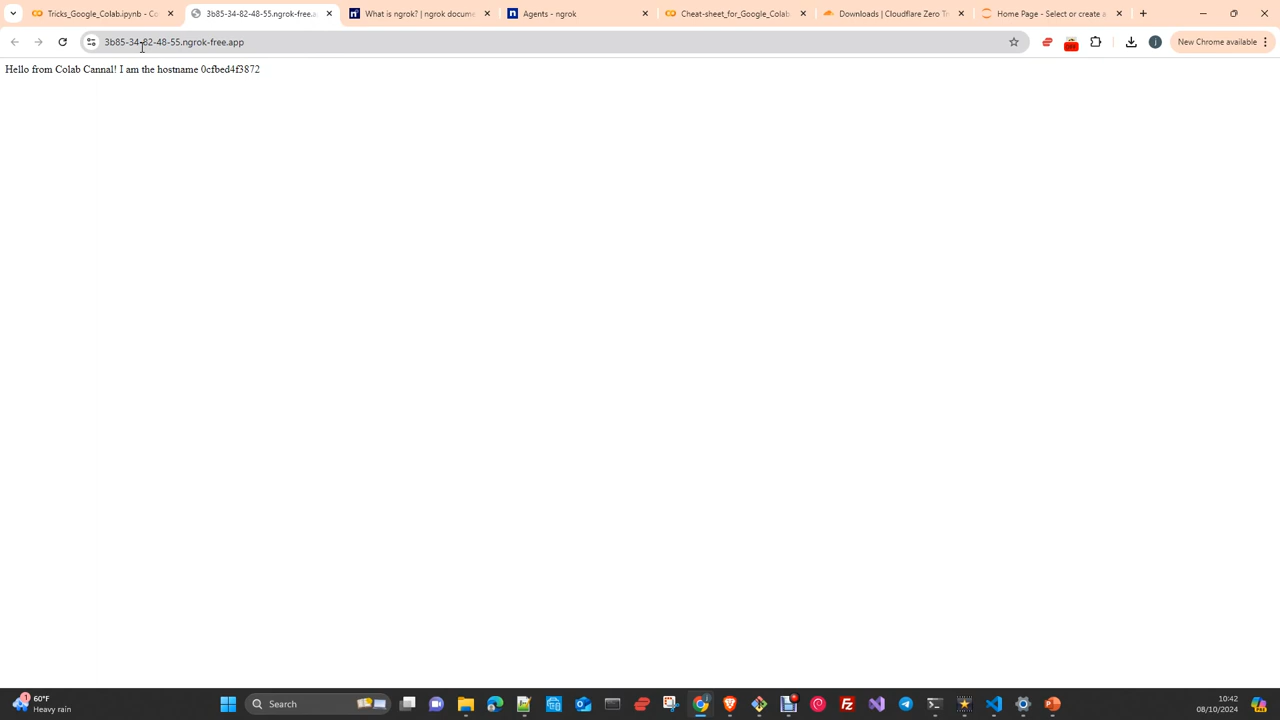 Tricks_Google_Colab.ipynb - Co
3b85-34-82-48-55.ngrok-free.a
What is ngrok? | ngrok docume
Agents - ngrok
Cheat-sheet_for_Google_Colab
Downloads | Cloudflare Zero Tr
Home Page - Select or create a
3b85-34-82-48-55.ngrok-free.app
OFF
New Chrome available
Hello from Colab Cannal! I am the hostname 0cfbed4f3872
1
60°F
Heavy rain
Search
10:42
08/10/2024